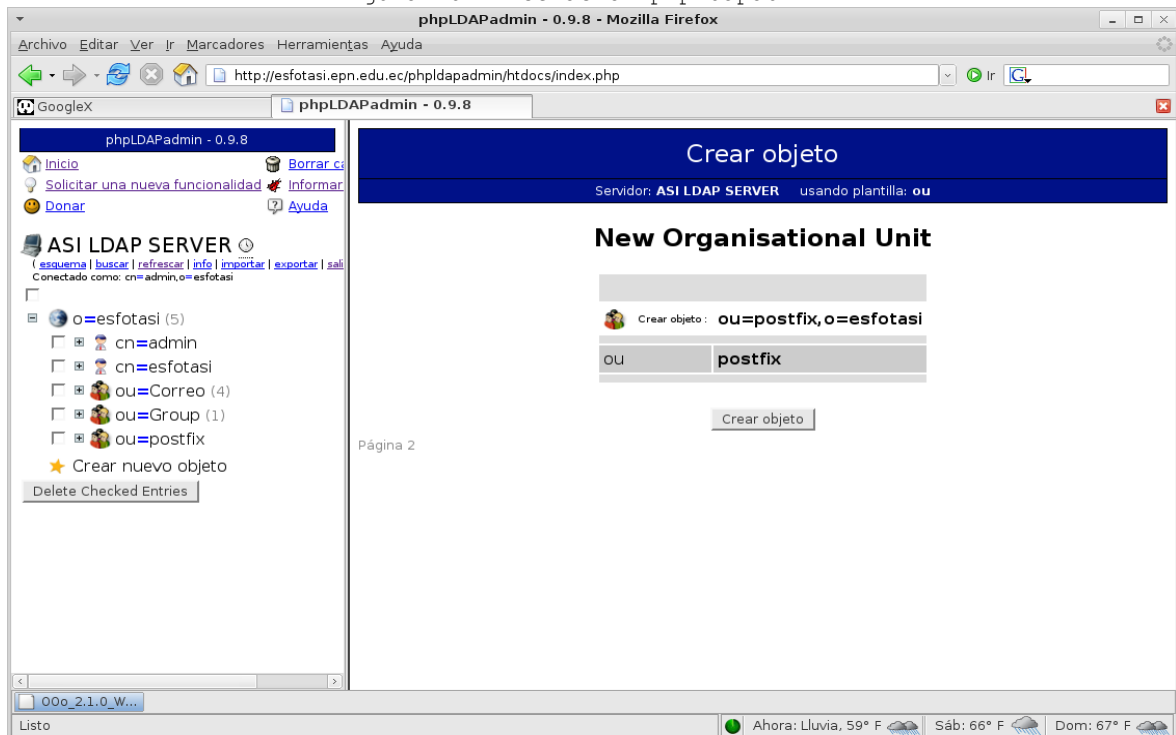 phpLDAPadmin - 0.9.8 - Mozilla Firefox
Archivo Editar Ver Ir Marcadores Herramientas Ayuda
http://esfotasi.epn.edu.ec/phpldapadmin/htdocs/index.php
Ir
G
GoogleX
phpLDAPadmin - 0.9.8
phpLDAPadmin - 0.9.8
Inicio
Borrar ca
Solicitar una nueva funcionalidad
Informar
Donar
Ayuda
ASI LDAP SERVER
( esquema | buscar | refrescar | info | importar | exportar | sali
Conectado como: cn=admin,o=esfotasi
o=esfotasi (5)
cn=admin
cn=esfotasi
ou=Correo (4)
ou=Group (1)
ou=postfix
Crear nuevo objeto
Delete Checked Entries
Crear objeto
Servidor: ASI LDAP SERVER usando plantilla: ou
New Organisational Unit
Crear objeto : ou=postfix,o=esfotasi
ou postfix
Crear objeto
Página 2
OOo_2.1.0_W...
Listo
Ahora: Lluvia, 59° F
Sáb: 66° F
Dom: 67° F